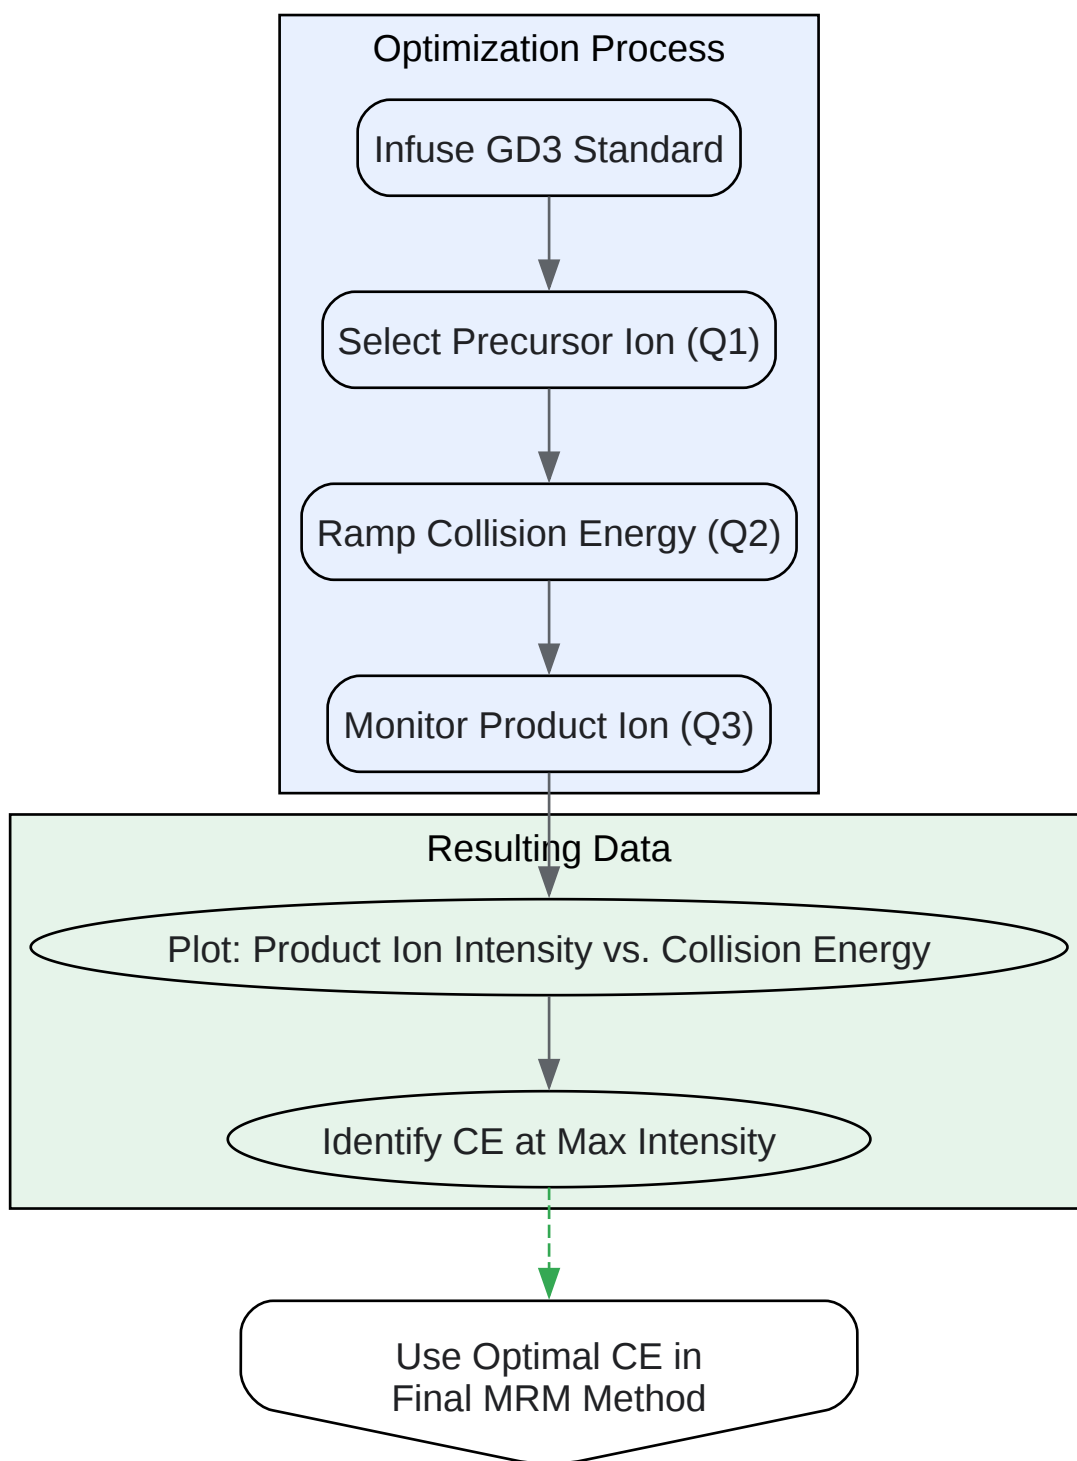 Optimization Process
Infuse GD3 Standard
Select Precursor Ion (Q1)
Ramp Collision Energy (Q2)
Monitor Product Ion (Q3)
Resulting Data
Plot: Product Ion Intensity vs. Collision Energy
Identify CE at Max Intensity
Use Optimal CE in
Final MRM Method